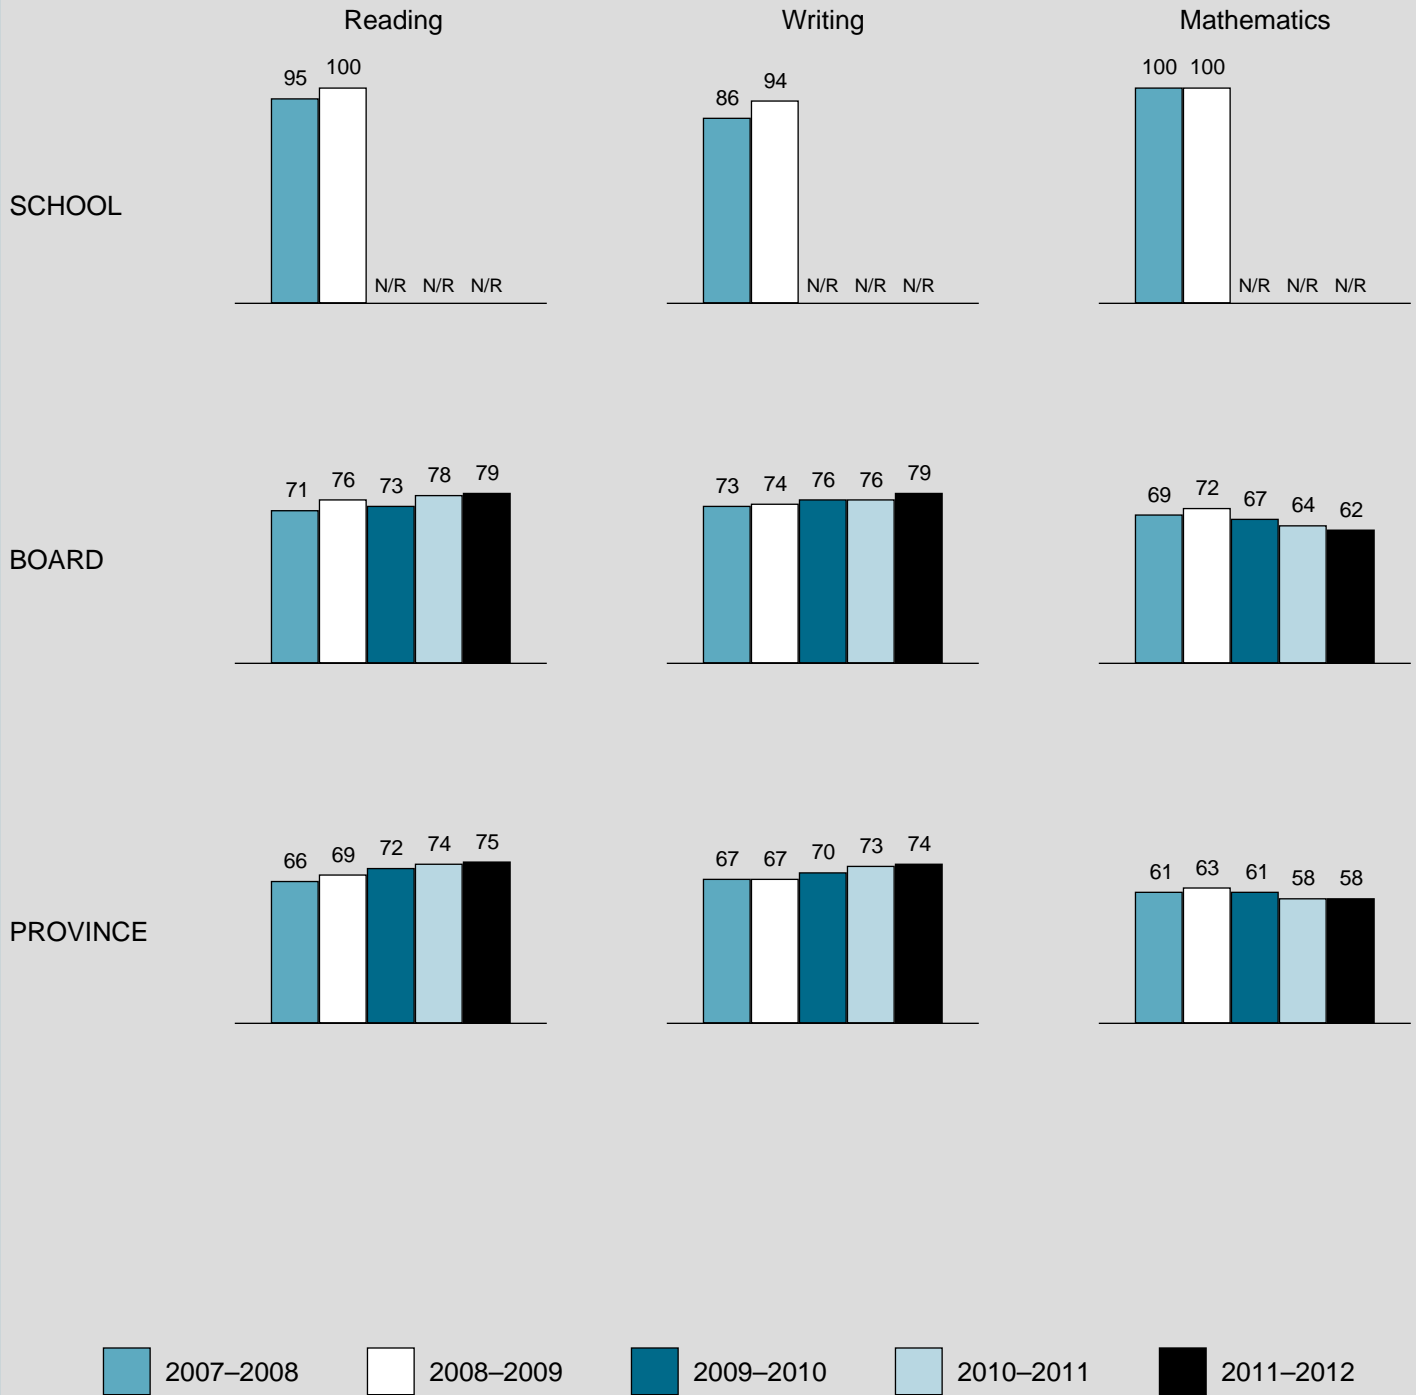 Reading Writing Mathematics
95 100 86 94 100 100
SCHOOL
N/R N/R N/R N/R N/R N/R N/R N/R N/R
71 76 73 78 79 73 74 76 76 79 69 72 67 64 62
BOARD
66 69 72 74 75 67 67 70 73 74 61 63 61 58 58
PROVINCE
2007–2008 2008–2009 2009–2010 2010–2011 2011–2012